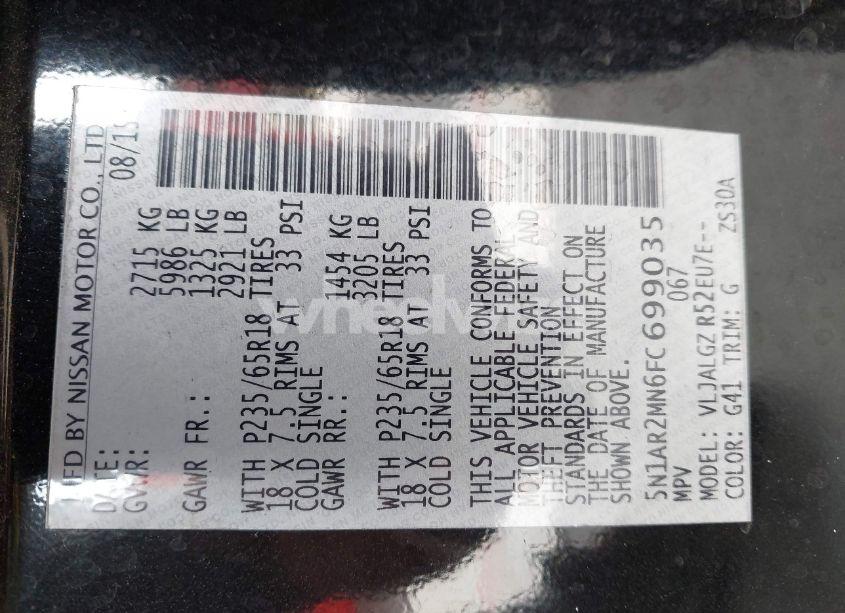 FD BY NISSAN MOTOR CO., LTD.
DATE: 08/15
GVWR: 2715 KG
5986 LB
GAWR FR.: 1325 KG
2921 LB
WITH P235/65R18 TIRES
18 X 7.5 RIMS AT 33 PSI
COLD SINGLE
GAWR RR.: 1454 KG
3205 LB
WITH P235/65R18 TIRES
18 X 7.5 RIMS AT 33 PSI
COLD SINGLE
THIS VEHICLE CONFORMS TO
ALL APPLICABLE FEDERAL
MOTOR VEHICLE SAFETY AND
THEFT PREVENTION
STANDARDS IN EFFECT ON
THE DATE OF MANUFACTURE
SHOWN ABOVE.
5N1AR2MN6FC699035
MPV 067
MODEL: VLJALGZ R52EU7E--
COLOR: G41 TRIM: G ZS30A